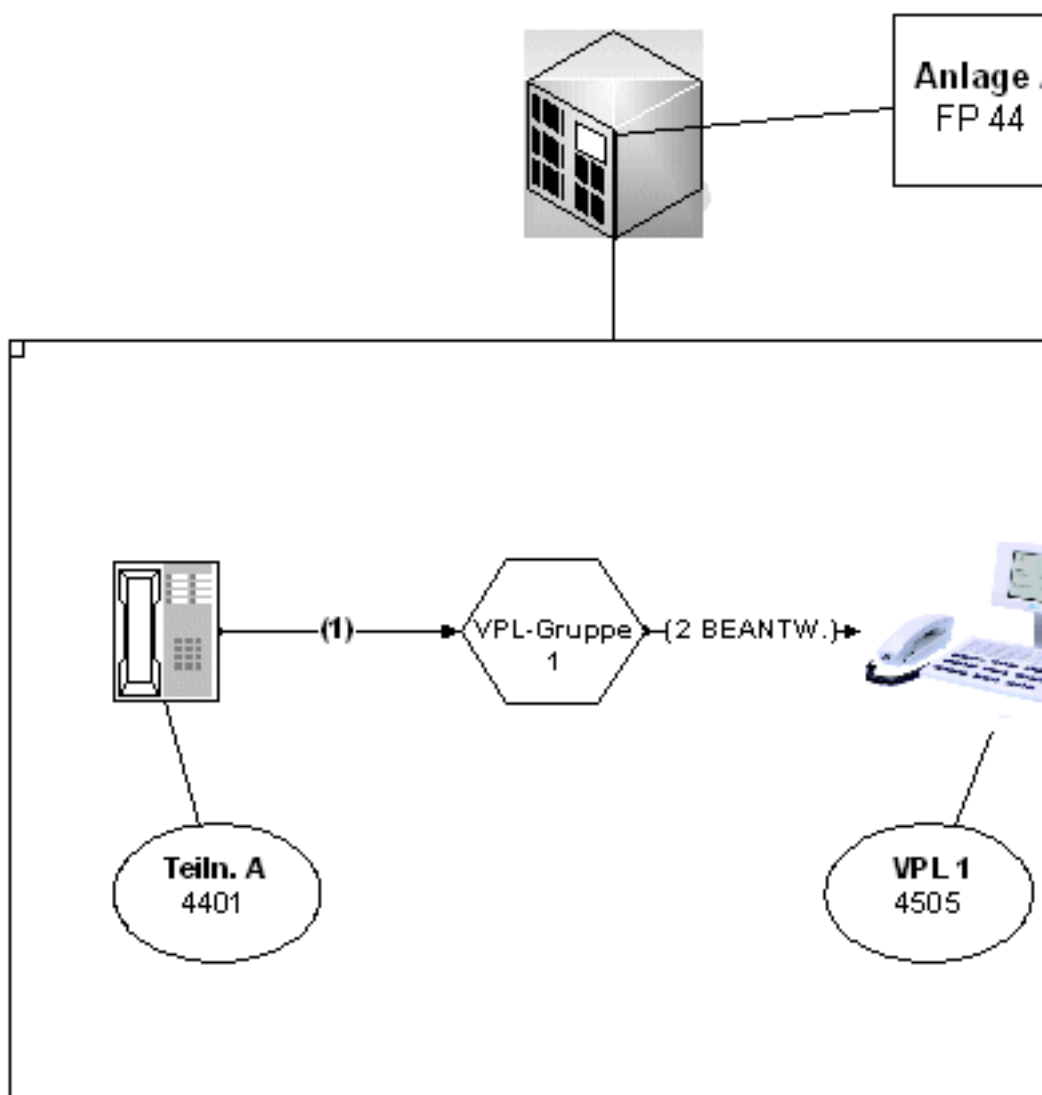 Anlage
FP 44
(1)
VPL-Gruppe
1
(2 BEANTW.)
Teiln. A
4401
VPL 1
4505